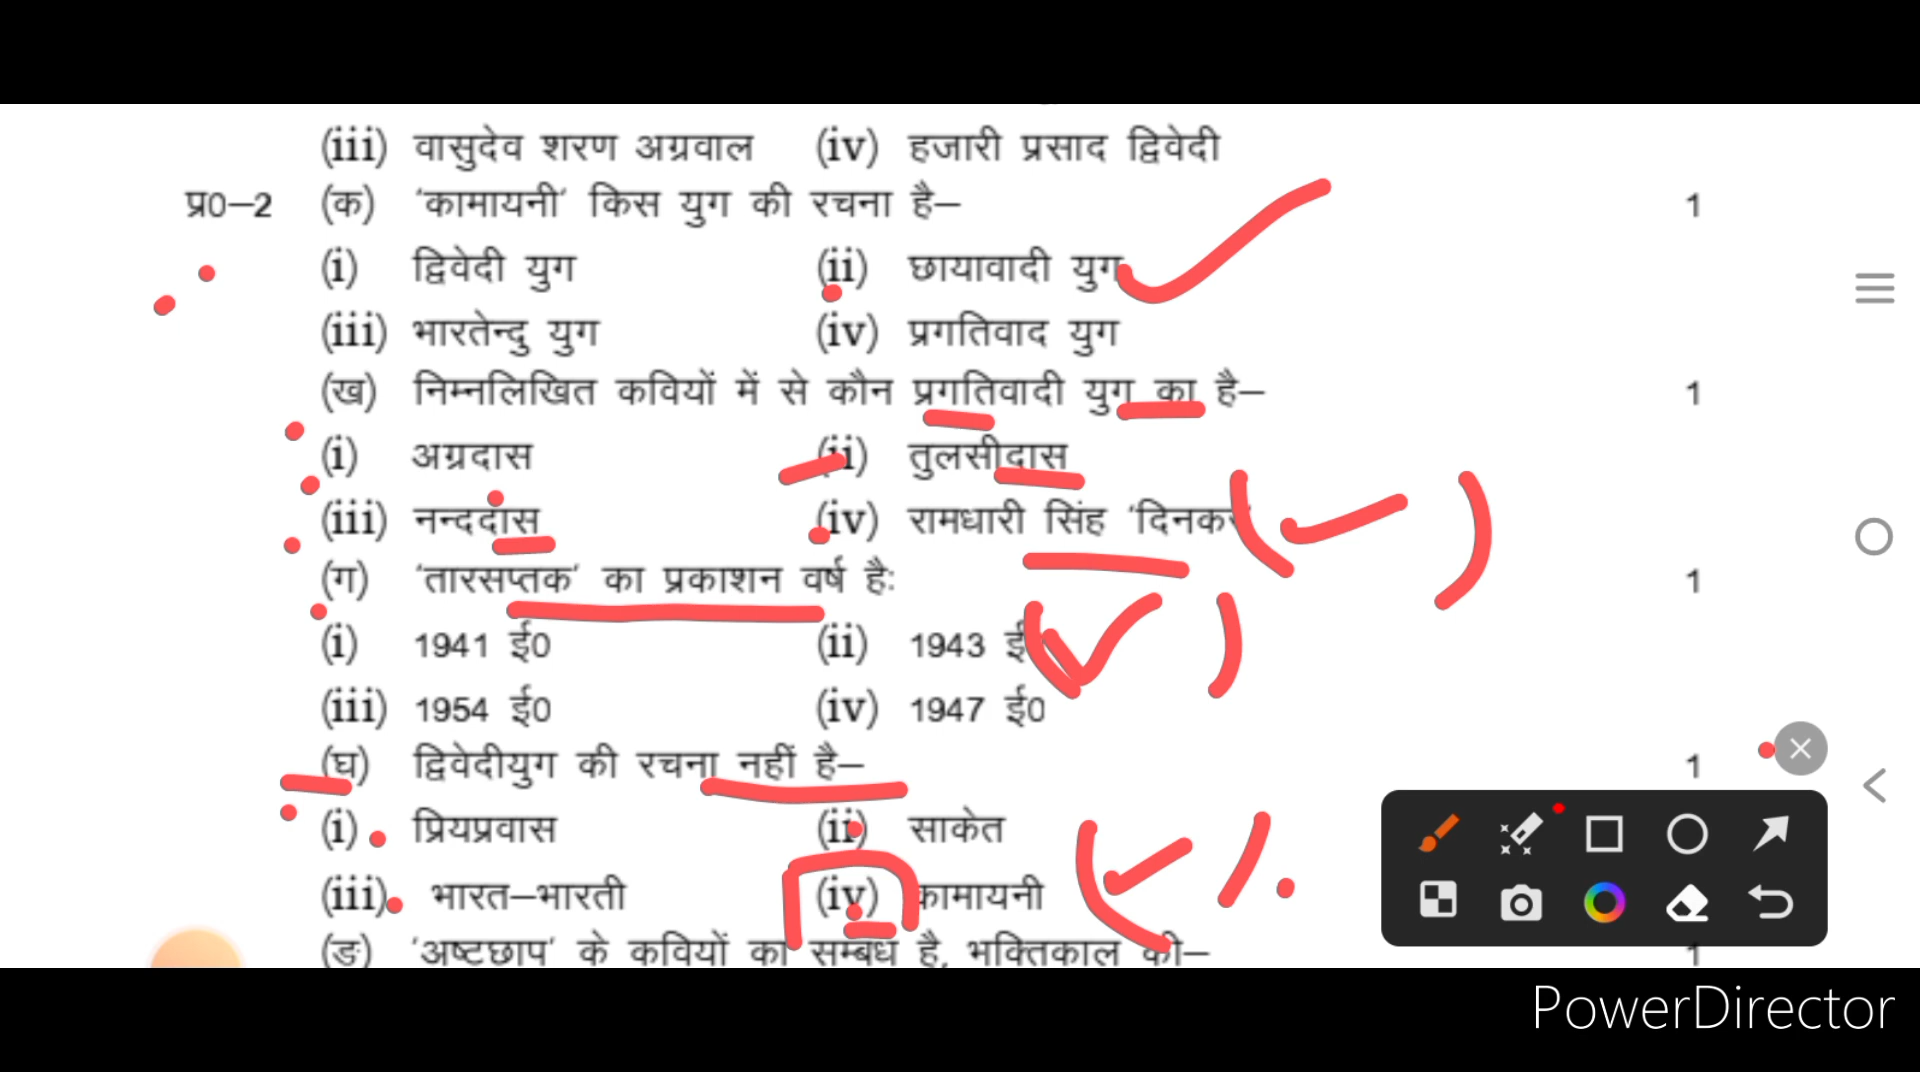 (iii) वासुदेव शरण अग्रवाल (iv) हजारी प्रसाद द्विवेदी
प्र0–2 (क) 'कामायनी' किस युग की रचना है– 1
(i) द्विवेदी युग (ii) छायावादी युग
(iii) भारतेन्दु युग (iv) प्रगतिवाद युग
(ख) निम्नलिखित कवियों में से कौन प्रगतिवादी युग का है– 1
(i) अग्रदास (ii) तुलसीदास
(iii) नन्ददास (iv) रामधारी सिंह 'दिनकर'
(ग) 'तारसप्तक' का प्रकाशन वर्ष है: 1
(i) 1941 ई0 (ii) 1943 ई0
(iii) 1954 ई0 (iv) 1947 ई0
(घ) द्विवेदीयुग की रचना नहीं है– 1
(i) प्रियप्रवास (ii) साकेत
(iii) भारत–भारती (iv) कामायनी
(ङ) 'अष्टछाप' के कवियों का सम्बंध है, भक्तिकाल की– 1
PowerDirector